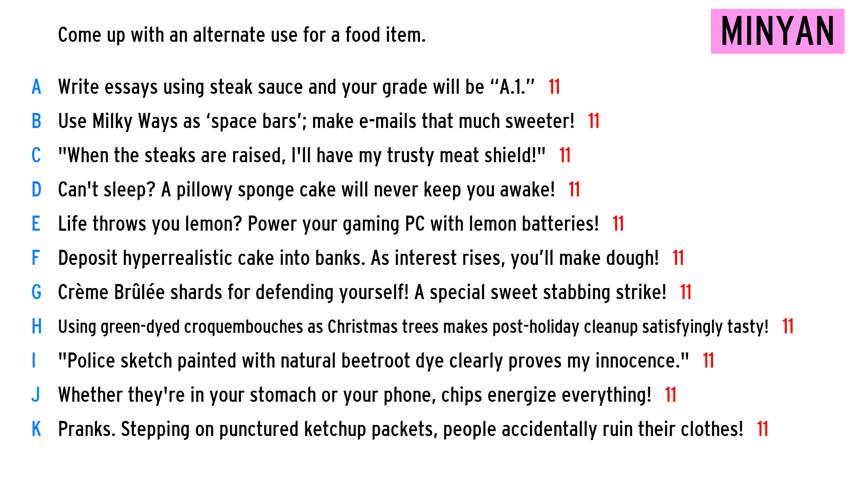 Come up with an alternate use for a food item.
MINYAN
A Write essays using steak sauce and your grade will be “A.1.” 11
B Use Milky Ways as ‘space bars’; make e-mails that much sweeter! 11
C "When the steaks are raised, I'll have my trusty meat shield!" 11
D Can't sleep? A pillowy sponge cake will never keep you awake! 11
E Life throws you lemon? Power your gaming PC with lemon batteries! 11
F Deposit hyperrealistic cake into banks. As interest rises, you’ll make dough! 11
G Crème Brûlée shards for defending yourself! A special sweet stabbing strike! 11
H Using green-dyed croquembouches as Christmas trees makes post-holiday cleanup satisfyingly tasty! 11
I "Police sketch painted with natural beetroot dye clearly proves my innocence." 11
J Whether they're in your stomach or your phone, chips energize everything! 11
K Pranks. Stepping on punctured ketchup packets, people accidentally ruin their clothes! 11